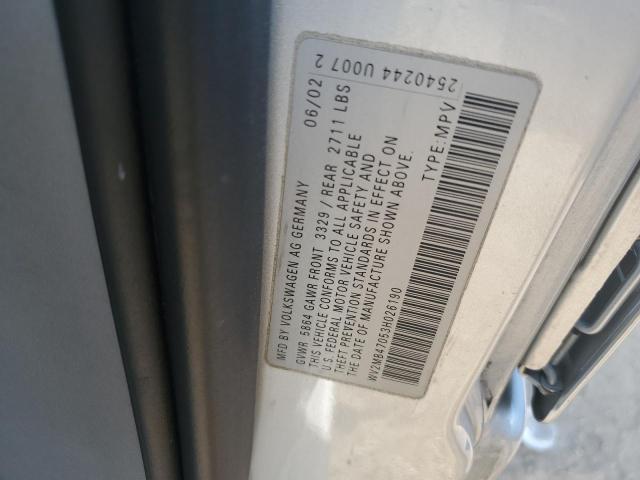 MFD BY VOLKSWAGEN AG GERMANY 06/02
GVWR 5864 GAWR FRONT 3329 / REAR 2711 LBS
THIS VEHICLE CONFORMS TO ALL APPLICABLE
U.S. FEDERAL MOTOR VEHICLE SAFETY AND
THEFT PREVENTION STANDARDS IN EFFECT ON
THE DATE OF MANUFACTURE SHOWN ABOVE.
WV2MB47053H026190 TYPE:MPV
2540244 U007 2